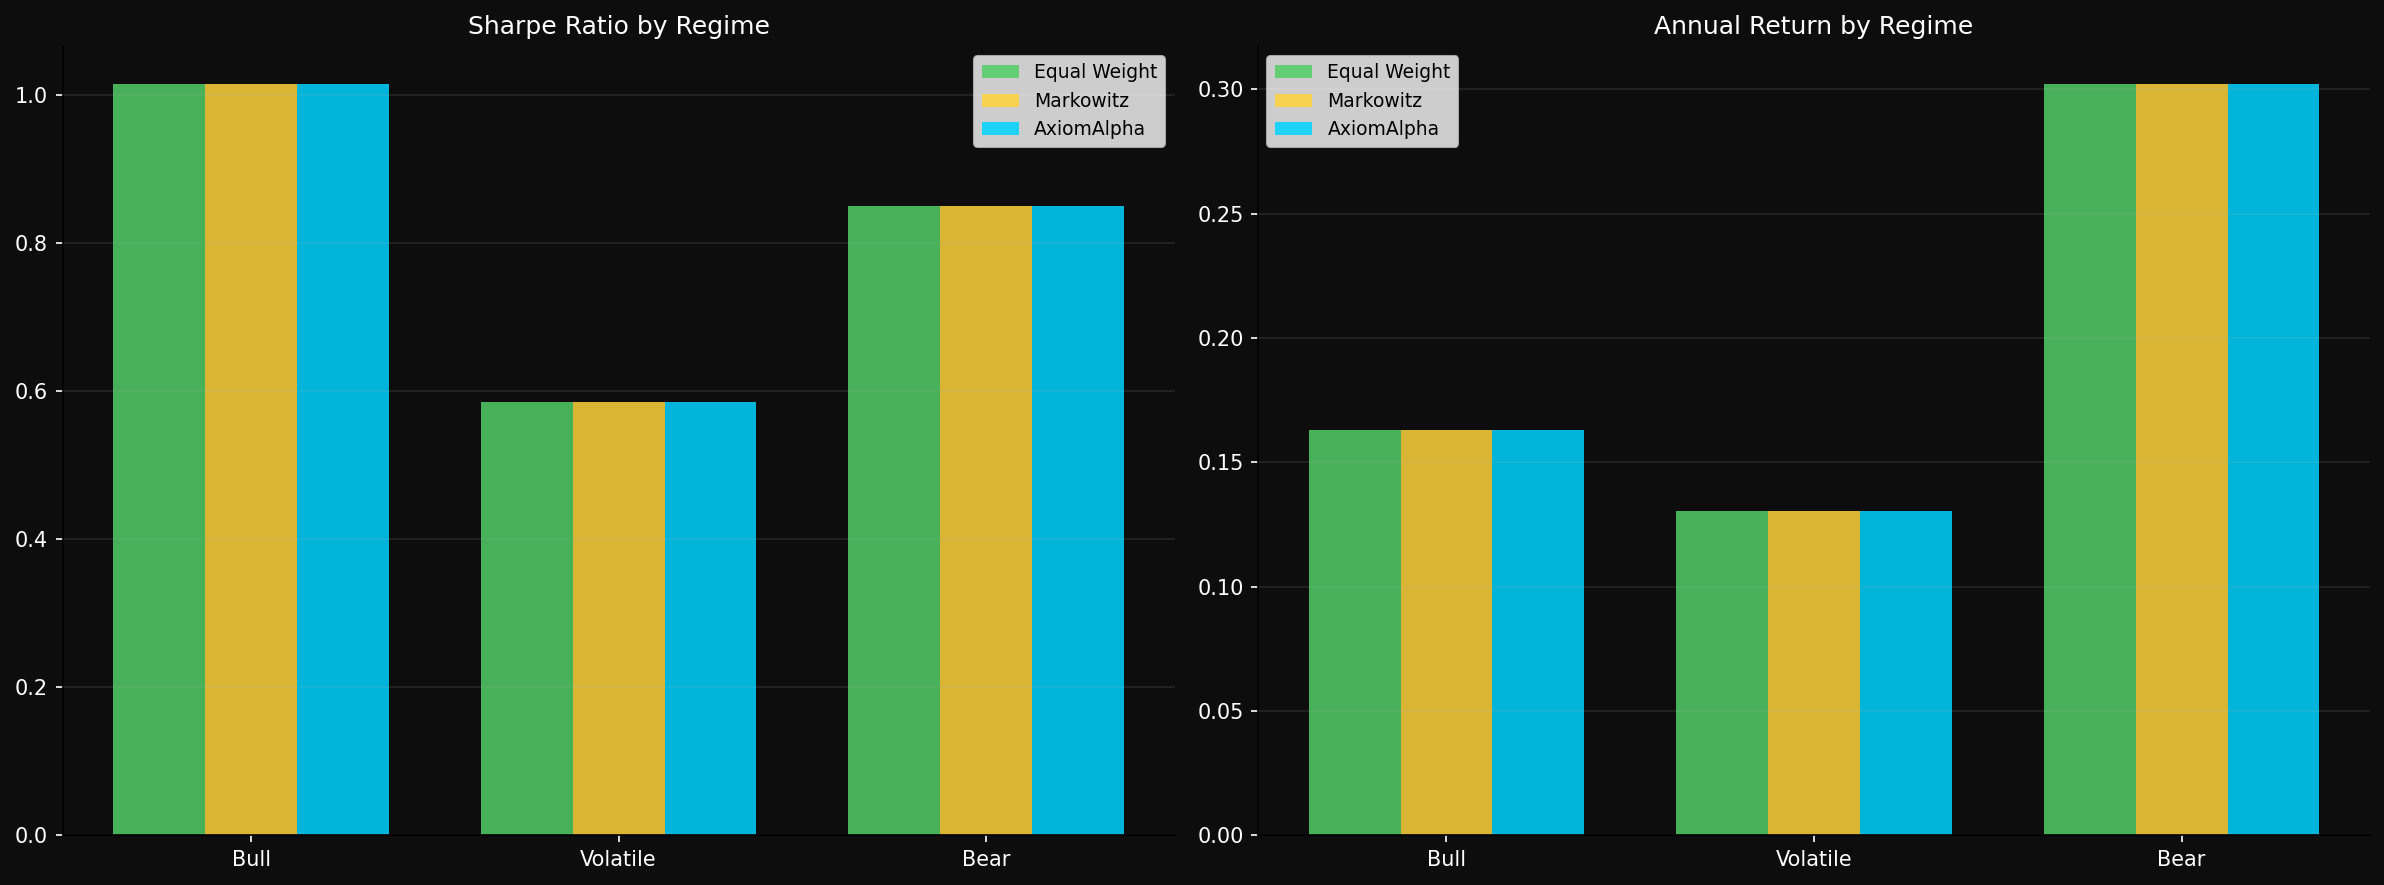 Sharpe Ratio by Regime
1.0
0.8
0.6
0.4
0.2
0.0
Bull
Volatile
Bear
Equal Weight
Markowitz
AxiomAlpha
Annual Return by Regime
0.30
0.25
0.20
0.15
0.10
0.05
0.00
Bull
Volatile
Bear
Equal Weight
Markowitz
AxiomAlpha